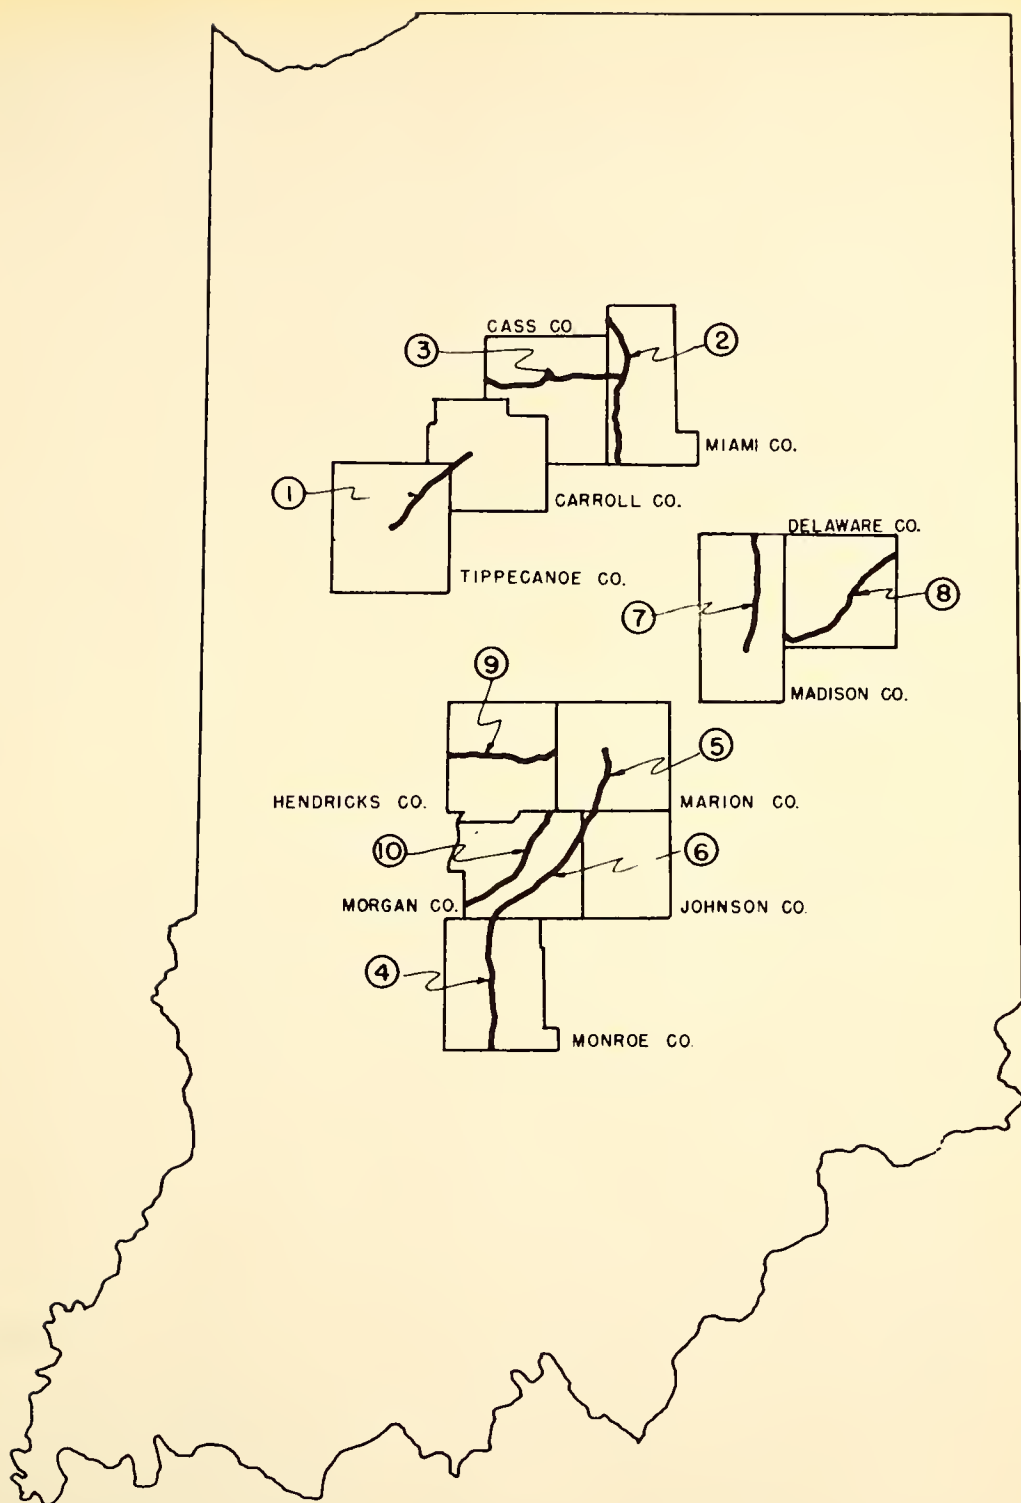 CASS CO.
③
②
MIAMI CO.
①
CARROLL CO.
DELAWARE CO.
TIPPECANOE CO.
⑦
⑧
⑨
MADISON CO.
⑤
HENDRICKS CO.
MARION CO.
⑩
⑥
MORGAN CO.
JOHNSON CO.
④
MONROE CO.